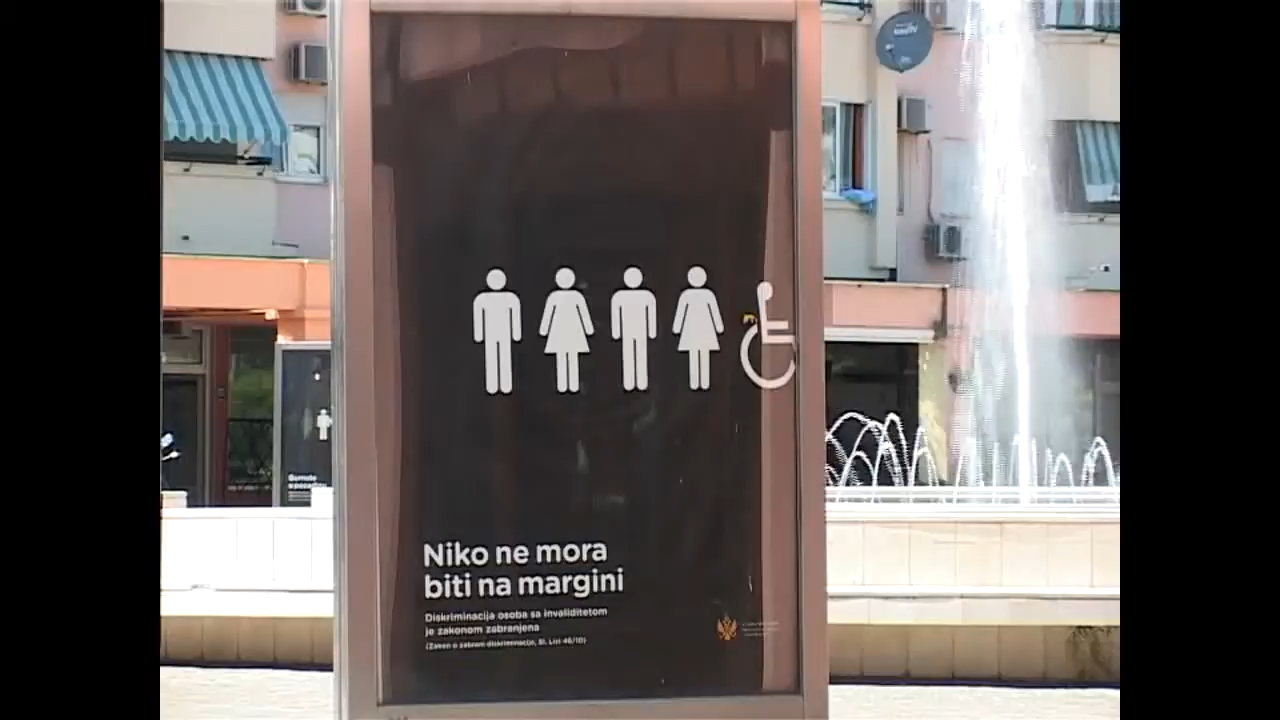 Niko ne mora
biti na margini
Diskriminacija osoba sa invaliditetom
je zakonom zabranjena
(Zakon o zabrani diskriminacije, Sl. List 46/10)